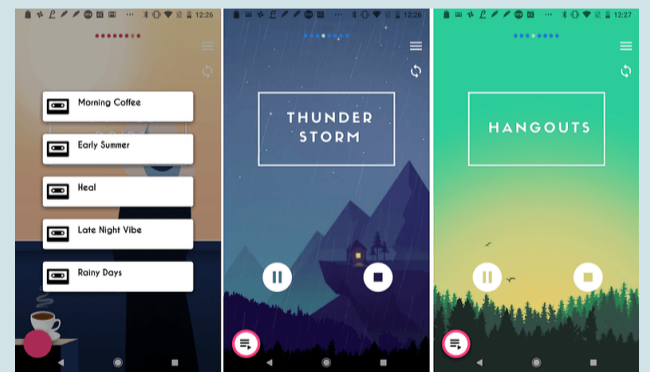 12:26
Morning Coffee
Early Summer
Heal
Late Night Vibe
Rainy Days
12:26
THUNDER
STORM
12:27
HANGOUTS